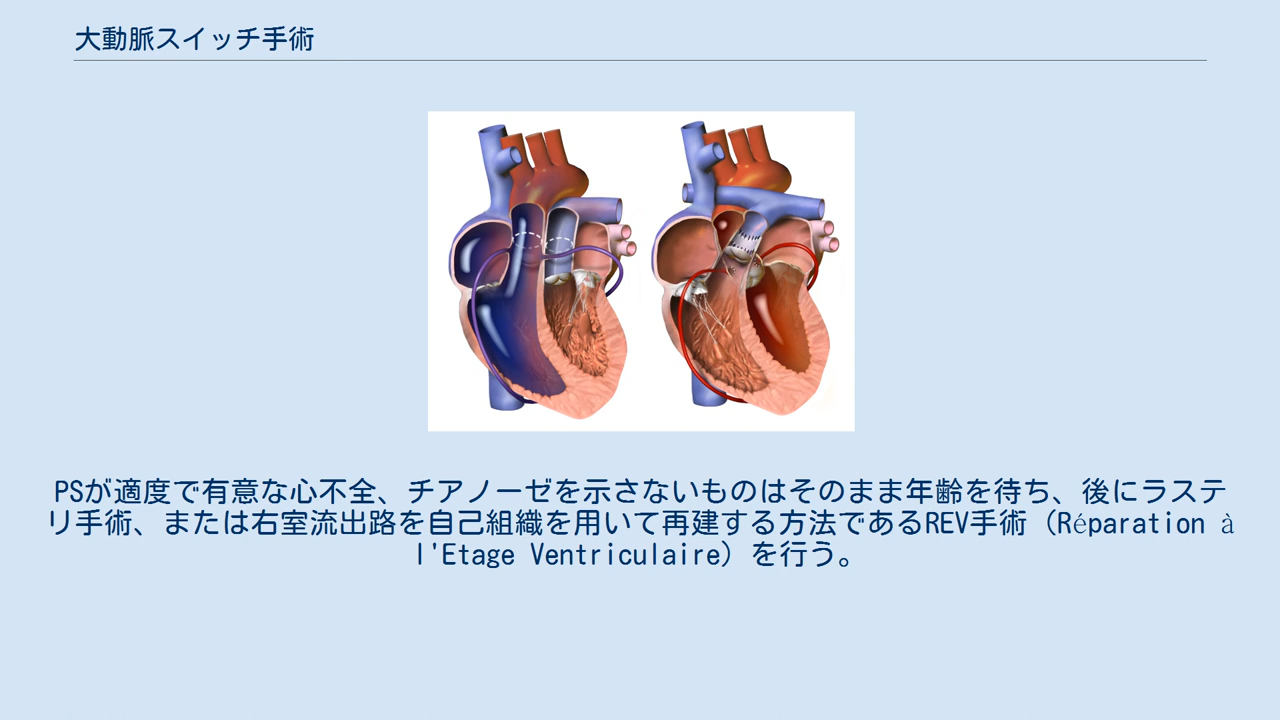 大動脈スイッチ手術
PSが適度で有意な心不全、チアノーゼを示さないものはそのまま年齢を待ち、後にラステ
リ手術、または右室流出路を自己組織を用いて再建する方法であるREV手術（Réparation à
l'Etage Ventriculaire）を行う。